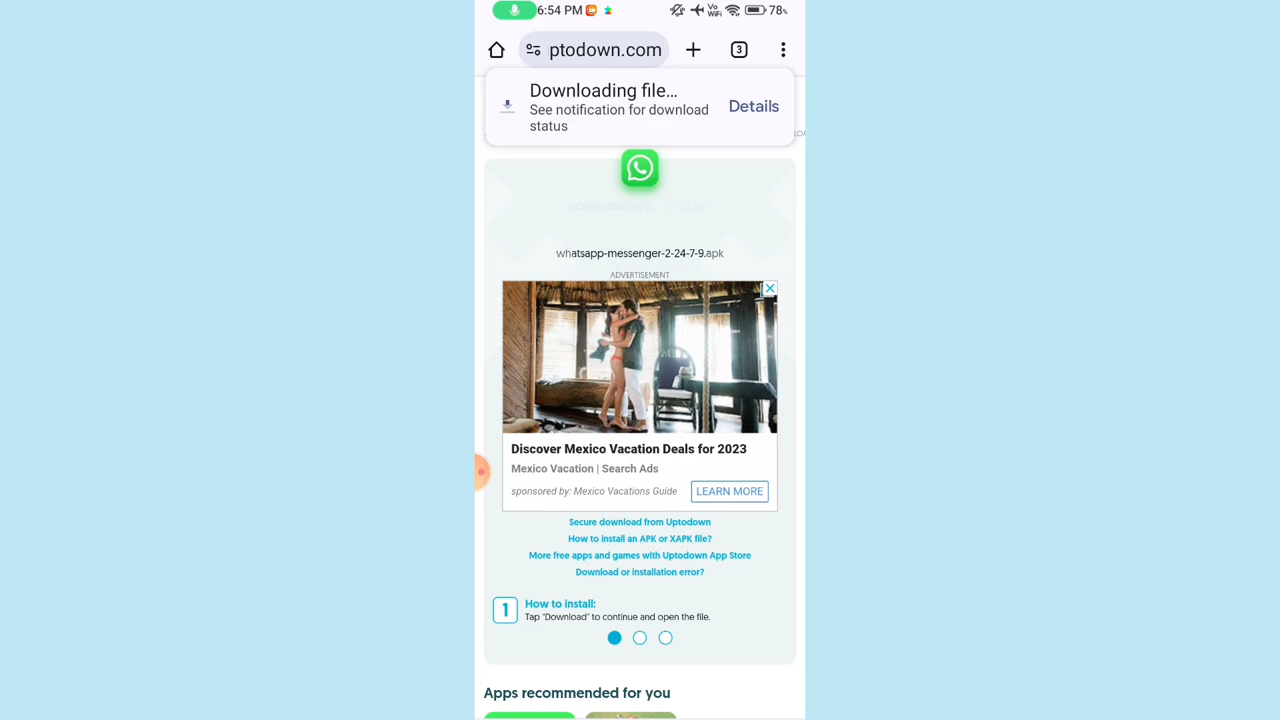 6:54 PM
Vo WiFi
78%
ptodown.com
3
Downloading file...
See notification for download
status
Details
DOWNLOADING...
whatsapp-messenger-2-24-7-9.apk
ADVERTISEMENT
Discover Mexico Vacation Deals for 2023
Mexico Vacation | Search Ads
sponsored by: Mexico Vacations Guide
LEARN MORE
Secure download from Uptodown
How to install an APK or XAPK file?
More free apps and games with Uptodown App Store
Download or installation error?
1
How to install:
Tap "Download" to continue and open the file.
Apps recommended for you